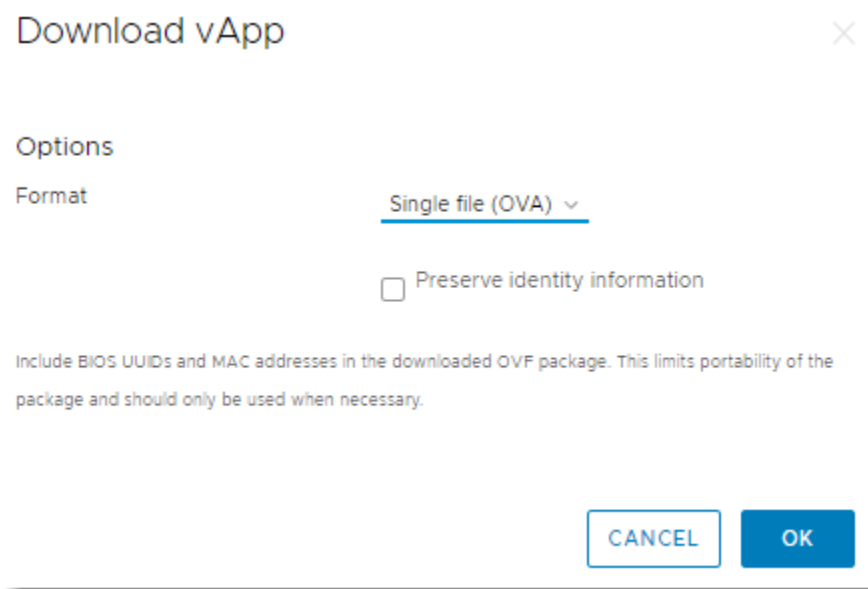 Download vApp
Options
Format
Single file (OVA)
Preserve identity information
Include BIOS UUIDs and MAC addresses in the downloaded OVF package. This limits portability of the
package and should only be used when necessary.
CANCEL
OK